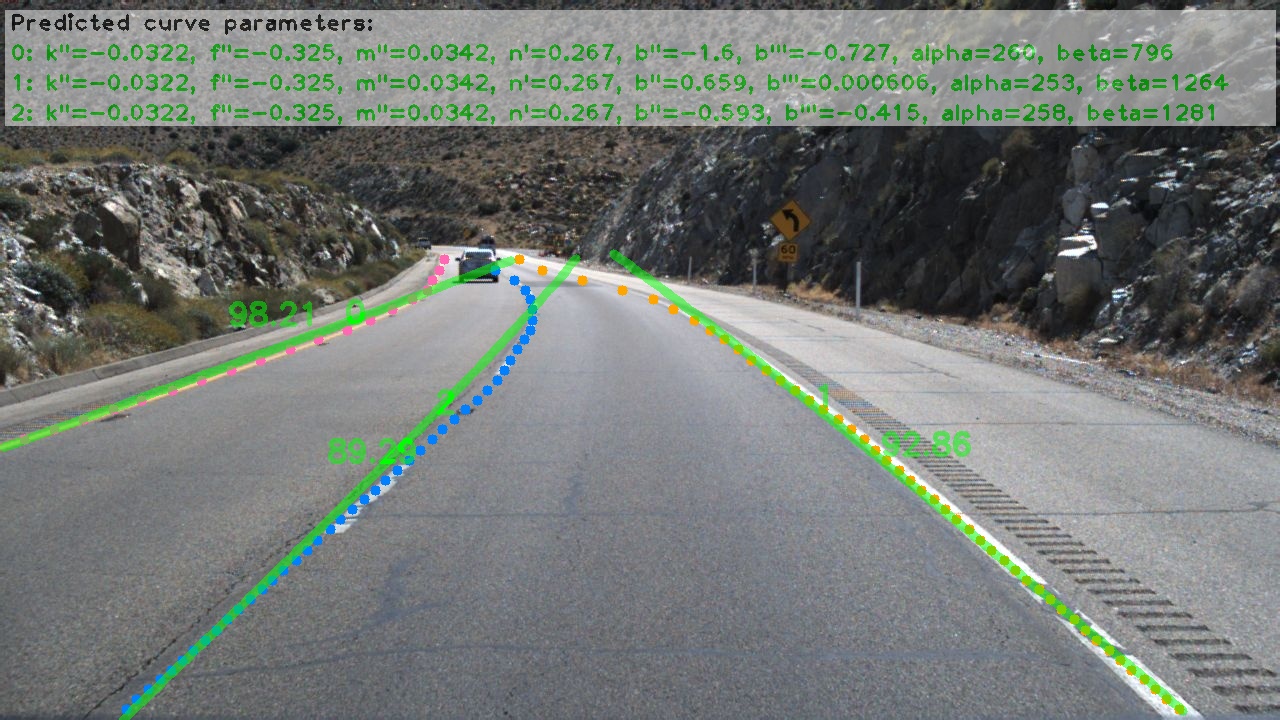 Predicted curve parameters:
0: k''=-0.0322, f''=-0.325, m''=0.0342, n'=0.267, b''=-1.6, b'''=-0.727, alpha=260, beta=796
1: k''=-0.0322, f''=-0.325, m''=0.0342, n'=0.267, b''=0.659, b'''=0.000606, alpha=253, beta=1264
2: k''=-0.0322, f''=-0.325, m''=0.0342, n'=0.267, b''=-0.593, b'''=-0.415, alpha=258, beta=1281
60
98.21 0
1
2